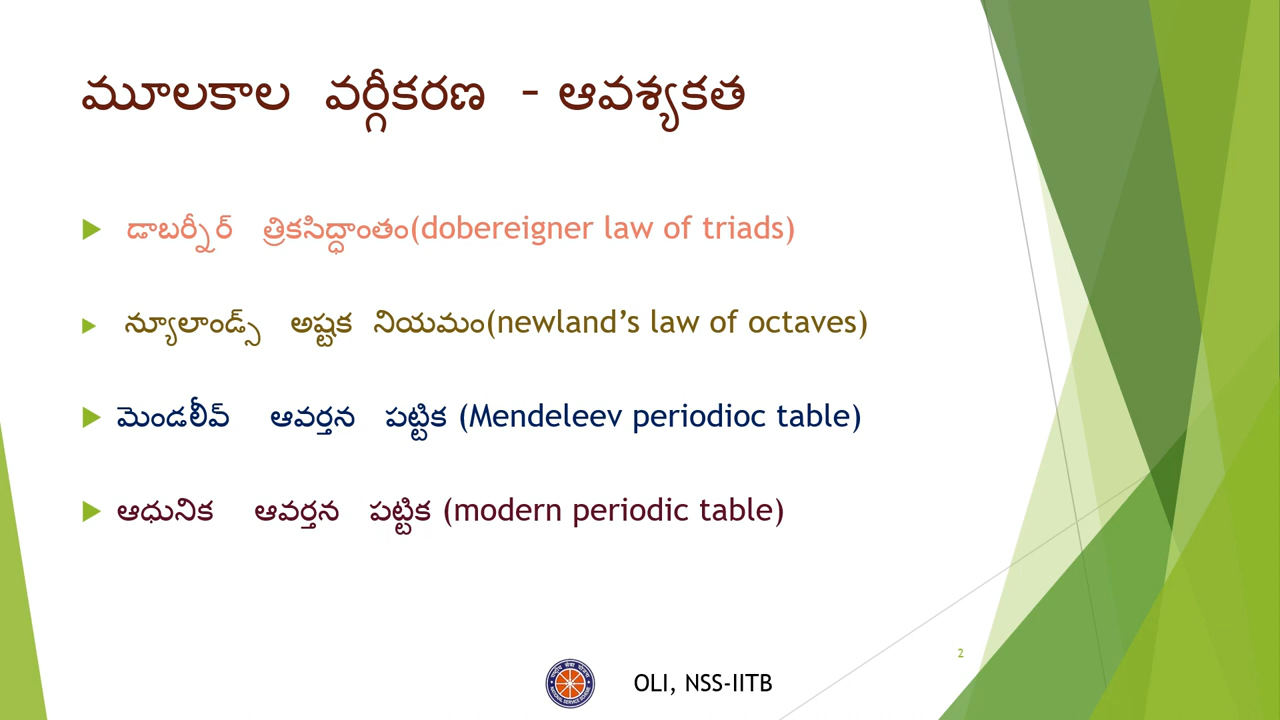 మూలకాల వర్గీకరణ - ఆవశ్యకత
డాబర్నీర్ త్రికసిద్ధాంతం(dobereigner law of triads)
న్యూలాండ్స్ అష్టక నియమం(newland’s law of octaves)
మెండలీవ్ ఆవర్తన పట్టిక (Mendeleev periodioc table)
ఆధునిక ఆవర్తన పట్టిక (modern periodic table)
2
OLI, NSS-IITB